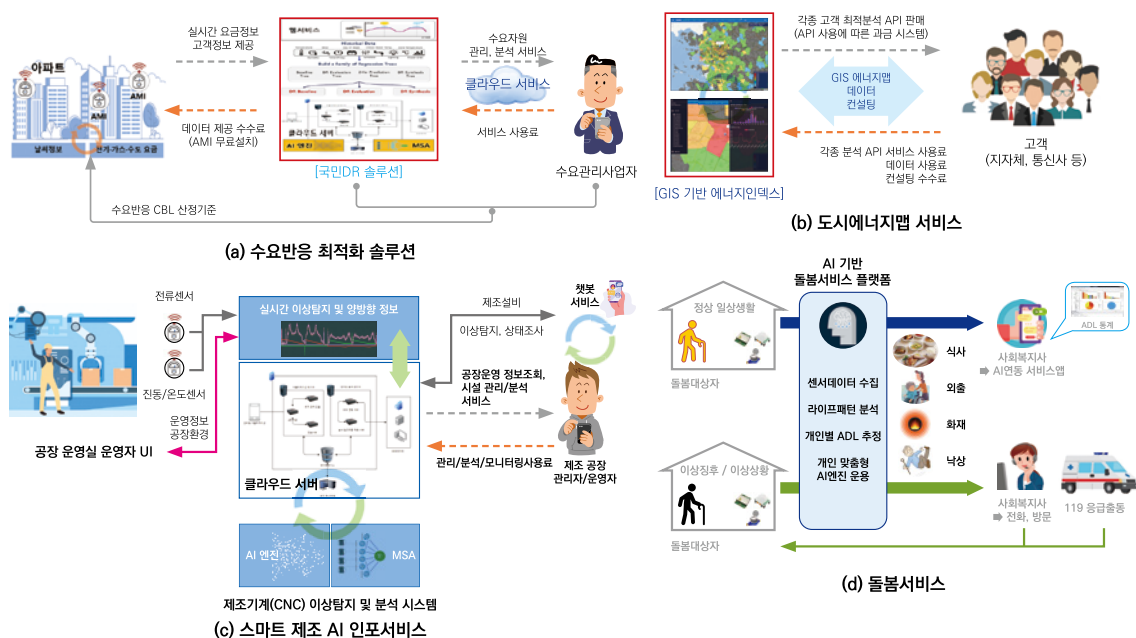 실시간 요금정보
고객정보 제공
아파트
AMI
AMI
AMI
날씨정보
전기·가스·수도 요금
데이터 제공 수수료
(AMI 무료설치)
웹서비스
Historical Data
Build a Family of Regression Trees
클라우드 서버
AI 엔진
MSA
[국민DR 솔루션]
수요자원
관리, 분석 서비스
클라우드 서비스
서비스 사용료
수요관리사업자
수요반응 CBL 산정기준
(a) 수요반응 최적화 솔루션
[GIS 기반 에너지인덱스]
각종 고객 최적분석 API 판매
(API 사용에 따른 과금 시스템)
GIS 에너지맵
데이터
컨설팅
각종 분석 API 서비스 사용료
데이터 사용료
컨설팅 수수료
고객
(지자체, 통신사 등)
(b) 도시에너지맵 서비스
전류센서
진동/온도센서
운영정보
공장환경
공장 운영실 운영자 UI
실시간 이상탐지 및 양방향 정보
클라우드 서버
AI 엔진
MSA
제조기계(CNC) 이상탐지 및 분석 시스템
제조설비
이상탐지, 상태조사
챗봇
서비스
공장운영 정보조회,
시설 관리/분석
서비스
관리/분석/모니터링사용료
제조 공장
관리자/운영자
(c) 스마트 제조 AI 인포서비스
AI 기반
돌봄서비스 플랫폼
정상 일상생활
돌봄대상자
이상징후 / 이상상황
돌봄대상자
센서데이터 수집
라이프패턴 분석
개인별 ADL 추정
개인 맞춤형
AI엔진 운용
식사
외출
화재
낙상
ADL 통계
사회복지사
➡ AI연동 서비스앱
사회복지사
➡ 전화, 방문
119 응급출동
(d) 돌봄서비스